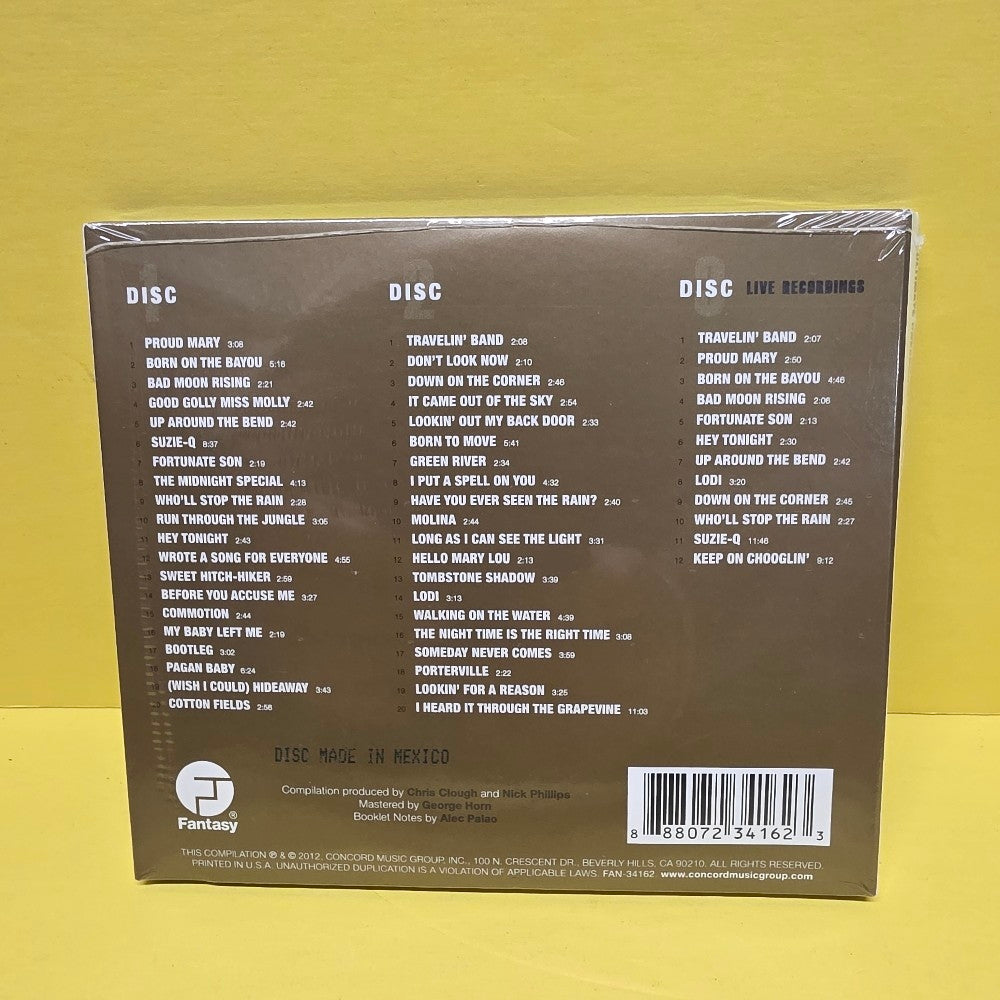 DISC 1
1 PROUD MARY 3:08
2 BORN ON THE BAYOU 5:16
3 BAD MOON RISING 2:21
4 GOOD GOLLY MISS MOLLY 2:42
5 UP AROUND THE BEND 2:42
6 SUZIE-Q 8:37
7 FORTUNATE SON 2:19
8 THE MIDNIGHT SPECIAL 4:13
9 WHO'LL STOP THE RAIN 2:28
10 RUN THROUGH THE JUNGLE 3:05
11 HEY TONIGHT 2:43
12 WROTE A SONG FOR EVERYONE 4:55
13 SWEET HITCH-HIKER 2:59
14 BEFORE YOU ACCUSE ME 3:27
15 COMMOTION 2:44
16 MY BABY LEFT ME 2:19
17 BOOTLEG 3:02
18 PAGAN BABY 6:24
19 (WISH I COULD) HIDEAWAY 3:43
20 COTTON FIELDS 2:56
DISC 2
1 TRAVELIN' BAND 2:08
2 DON'T LOOK NOW 2:10
3 DOWN ON THE CORNER 2:46
4 IT CAME OUT OF THE SKY 2:54
5 LOOKIN' OUT MY BACK DOOR 2:33
6 BORN TO MOVE 5:41
7 GREEN RIVER 2:34
8 I PUT A SPELL ON YOU 4:32
9 HAVE YOU EVER SEEN THE RAIN? 2:40
10 MOLINA 2:44
11 LONG AS I CAN SEE THE LIGHT 3:31
12 HELLO MARY LOU 2:13
13 TOMBSTONE SHADOW 3:39
14 LODI 3:13
15 WALKING ON THE WATER 4:39
16 THE NIGHT TIME IS THE RIGHT TIME 3:08
17 SOMEDAY NEVER COMES 3:59
18 PORTERVILLE 2:22
19 LOOKIN' FOR A REASON 3:25
20 I HEARD IT THROUGH THE GRAPEVINE 11:03
DISC 3 LIVE RECORDINGS
1 TRAVELIN' BAND 2:07
2 PROUD MARY 2:50
3 BORN ON THE BAYOU 4:46
4 BAD MOON RISING 2:06
5 FORTUNATE SON 2:13
6 HEY TONIGHT 2:30
7 UP AROUND THE BEND 2:42
8 LODI 3:20
9 DOWN ON THE CORNER 2:45
10 WHO'LL STOP THE RAIN 2:27
11 SUZIE-Q 11:46
12 KEEP ON CHOOGLIN' 9:12
DISC MADE IN MEXICO
Compilation produced by Chris Clough and Nick Phillips
Mastered by George Horn
Booklet Notes by Alec Palao
Fantasy®
8 88072 34162 3
THIS COMPILATION ℗ & © 2012, CONCORD MUSIC GROUP, INC., 100 N. CRESCENT DR., BEVERLY HILLS, CA 90210. ALL RIGHTS RESERVED.
PRINTED IN U.S.A. UNAUTHORIZED DUPLICATION IS A VIOLATION OF APPLICABLE LAWS. FAN-34162 www.concordmusicgroup.com